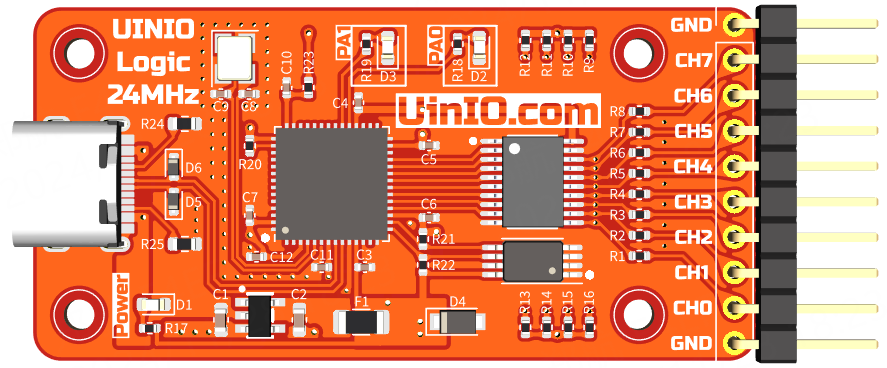 UINIO
Logic
24MHz
C10
R23
PA1
R19
D3
PA0
R18
D2
R12
R10
R9
GND
CH7
CH6
CH5
CH4
CH3
CH2
CH1
CH0
GND
C8
C4
UinIO.com
R8
R7
R6
R5
R4
R3
R2
R1
R24
R20
C5
D6
D5
C7
C6
R25
R21
C12
C11
C3
R22
Power
D1
R17
C1
C2
F1
D4
R13
R14
R15
R16